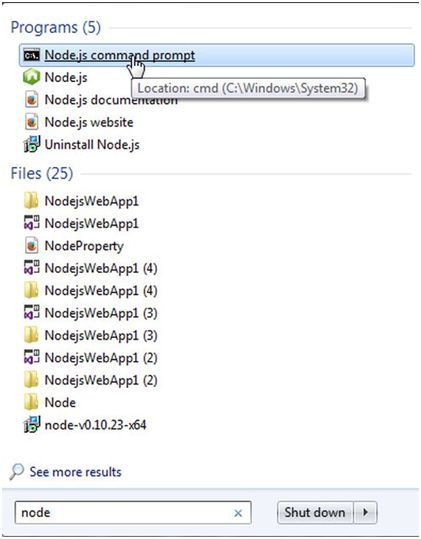 Programs (5)
Node.js command prompt
Node.js
Location: cmd (C:\Windows\System32)
Node.js documentation
Node.js website
Uninstall Node.js
Files (25)
NodejsWebApp1
NodejsWebApp1
NodeProperty
NodejsWebApp1 (4)
NodejsWebApp1 (4)
NodejsWebApp1 (3)
NodejsWebApp1 (3)
NodejsWebApp1 (2)
NodejsWebApp1 (2)
Node
node-v0.10.23-x64
See more results
node
Shut down